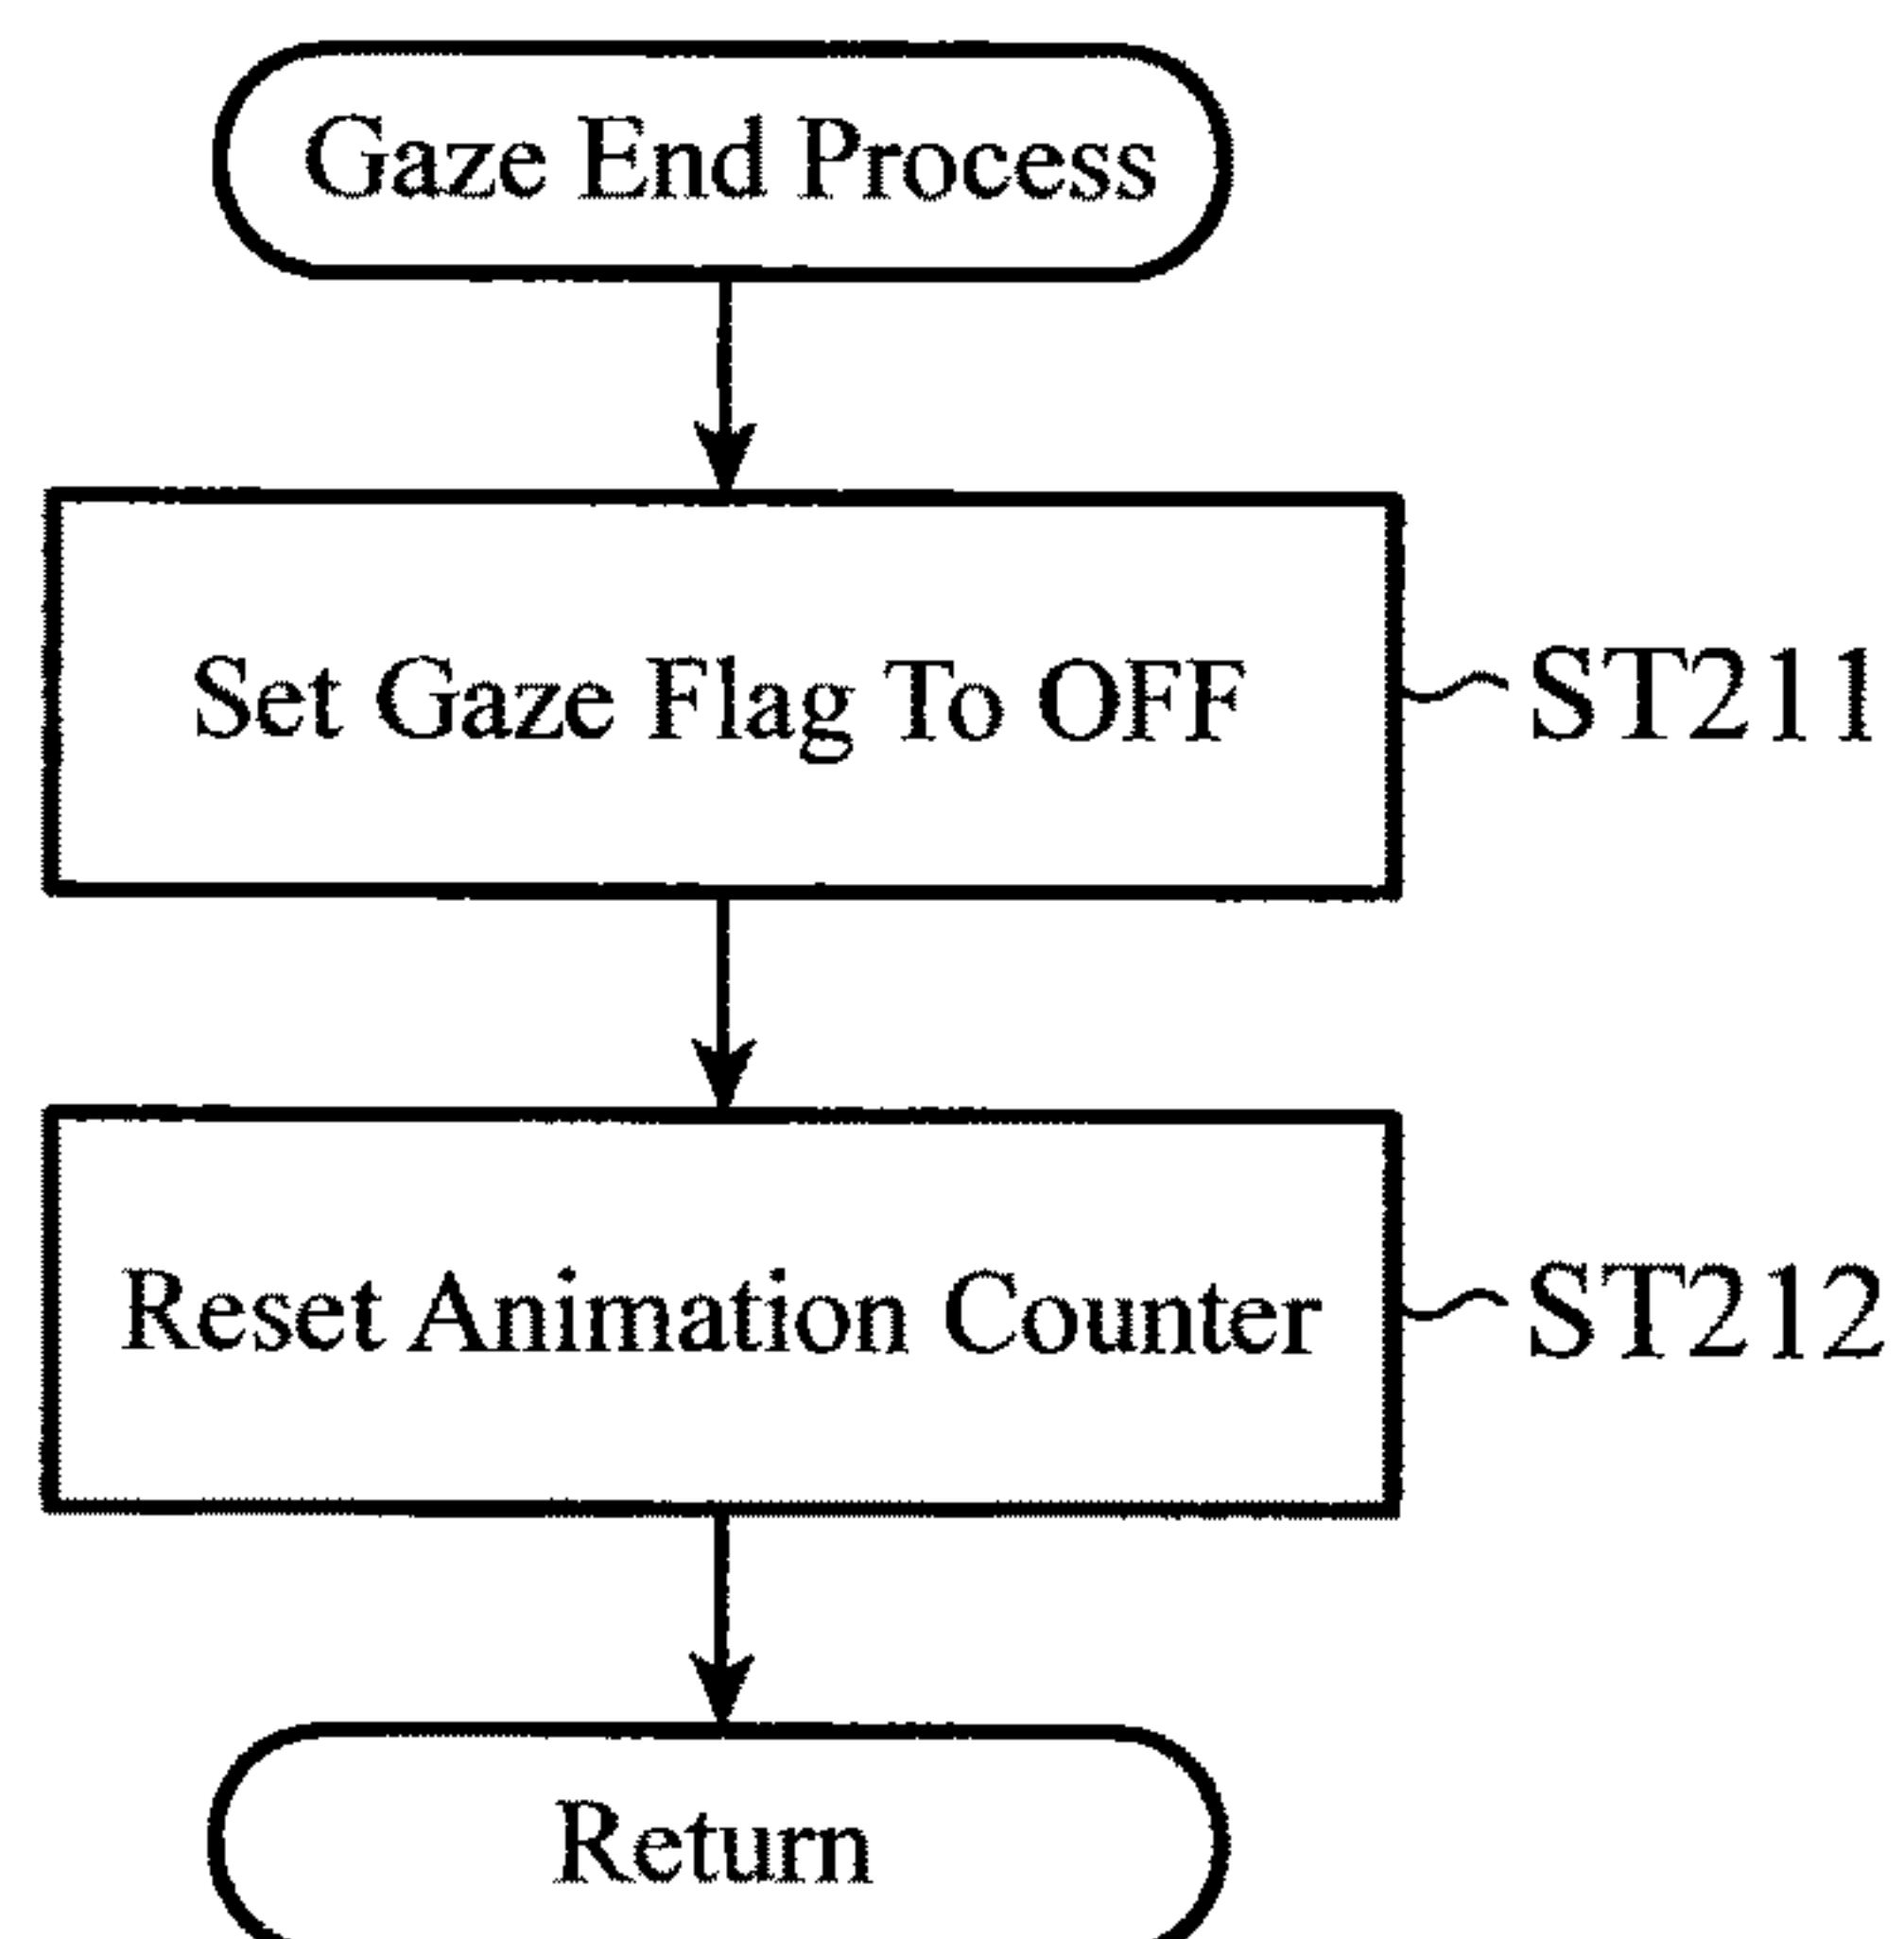 Gaze End Process
Set Gaze Flag To OFF
ST211
Reset Animation Counter
ST212
Return